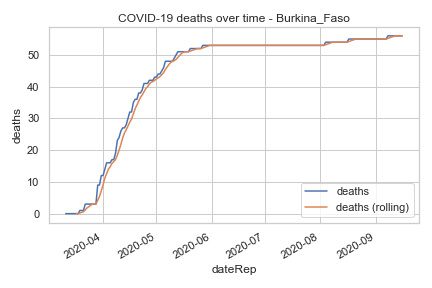 COVID-19 deaths over time - Burkina_Faso
deaths
50
40
30
20
10
0
deaths
deaths (rolling)
2020-04
2020-05
2020-06
2020-07
2020-08
2020-09
dateRep